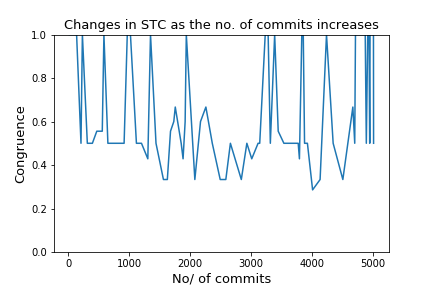 Changes in STC as the no. of commits increases
1.0
0.8
0.6
0.4
0.2
0.0
Congruence
0 1000 2000 3000 4000 5000
No/ of commits